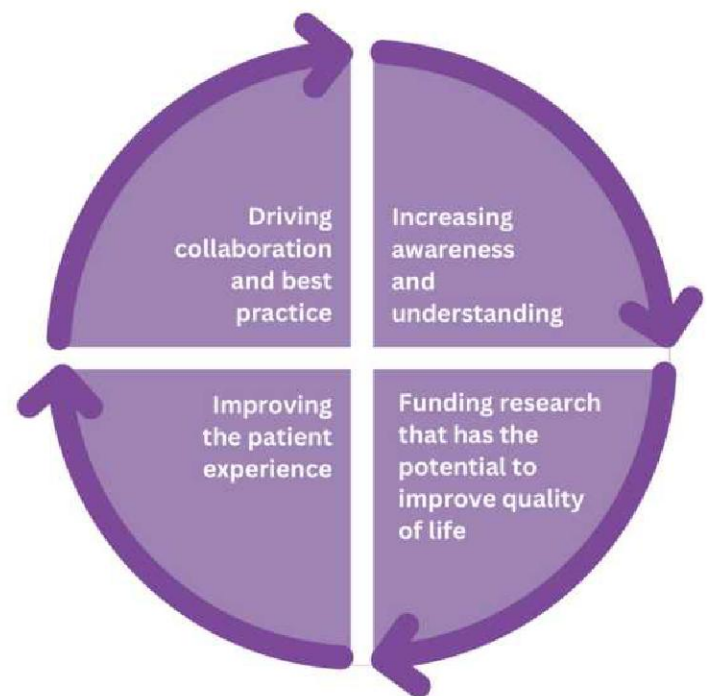 Driving
collaboration
and best
practice
Increasing
awareness
and
understanding
Improving
the patient
experience
Funding research
that has the
potential to
improve quality
of life